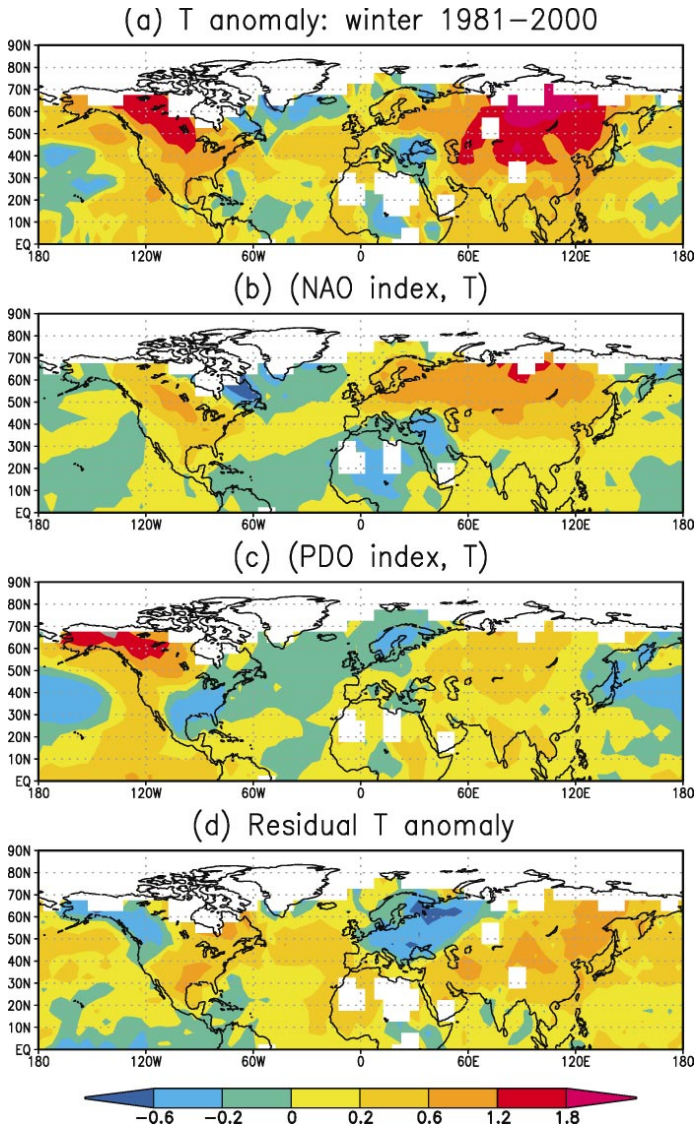 (a) T anomaly: winter 1981-2000
90N
80N
70N
60N
50N
40N
30N
20N
10N
EQ
180 120W 60W 0 60E 120E 180
(b) (NAO index, T)
90N
80N
70N
60N
50N
40N
30N
20N
10N
EQ
180 120W 60W 0 60E 120E 180
(c) (PDO index, T)
90N
80N
70N
60N
50N
40N
30N
20N
10N
EQ
180 120W 60W 0 60E 120E 180
(d) Residual T anomaly
90N
80N
70N
60N
50N
40N
30N
20N
10N
EQ
180 120W 60W 0 60E 120E 180
-0.6 -0.2 0 0.2 0.6 1.2 1.8